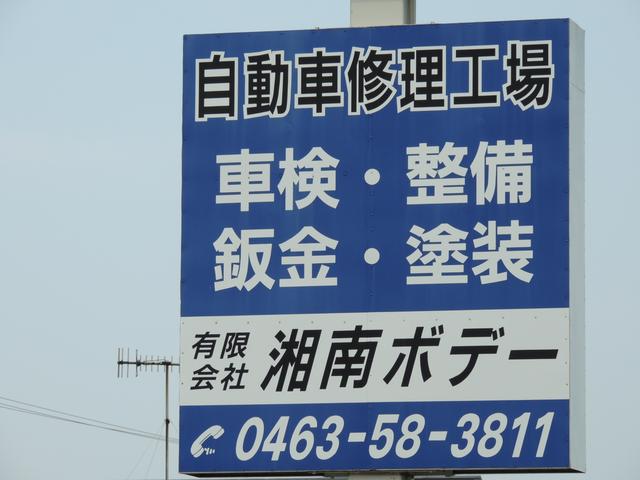 自動車修理工場
車検・整備
鈑金・塗装
有限会社 湘南ボデー
0463-58-3811